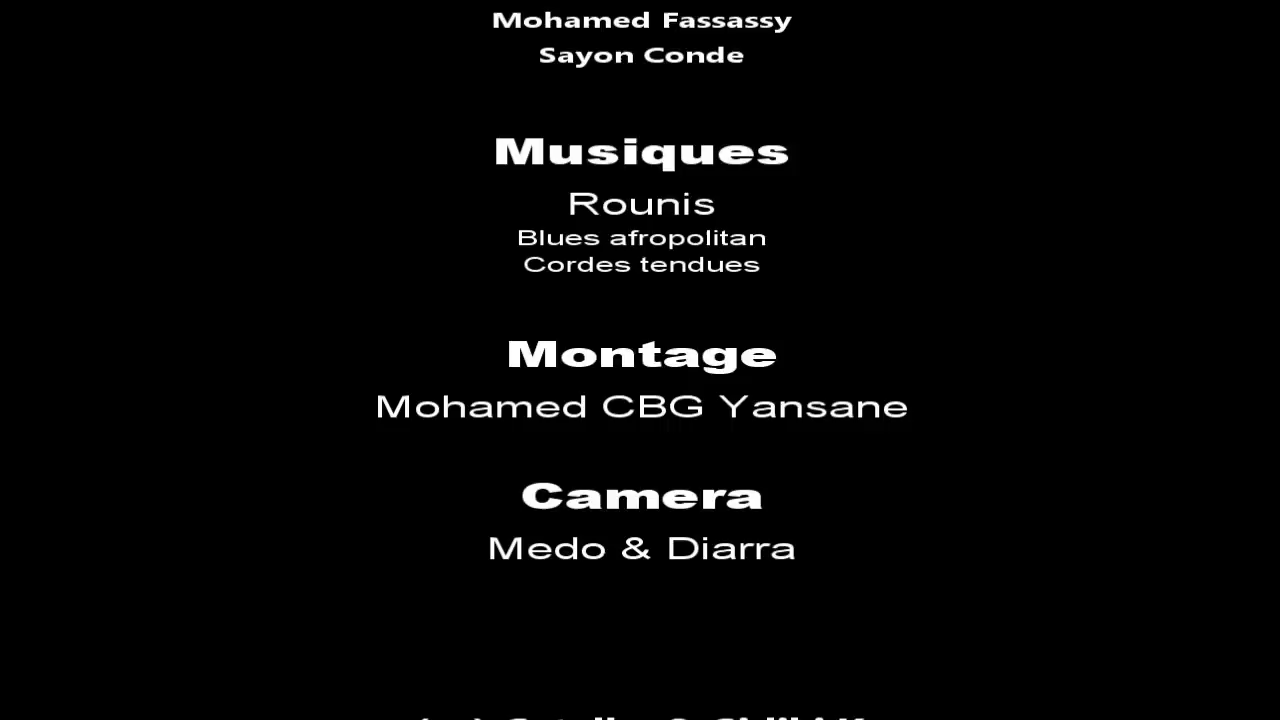 Mohamed Fassassy
Sayon Conde
Musiques
Rounis
Blues afropolitan
Cordes tendues
Montage
Mohamed CBG Yansane
Camera
Medo & Diarra